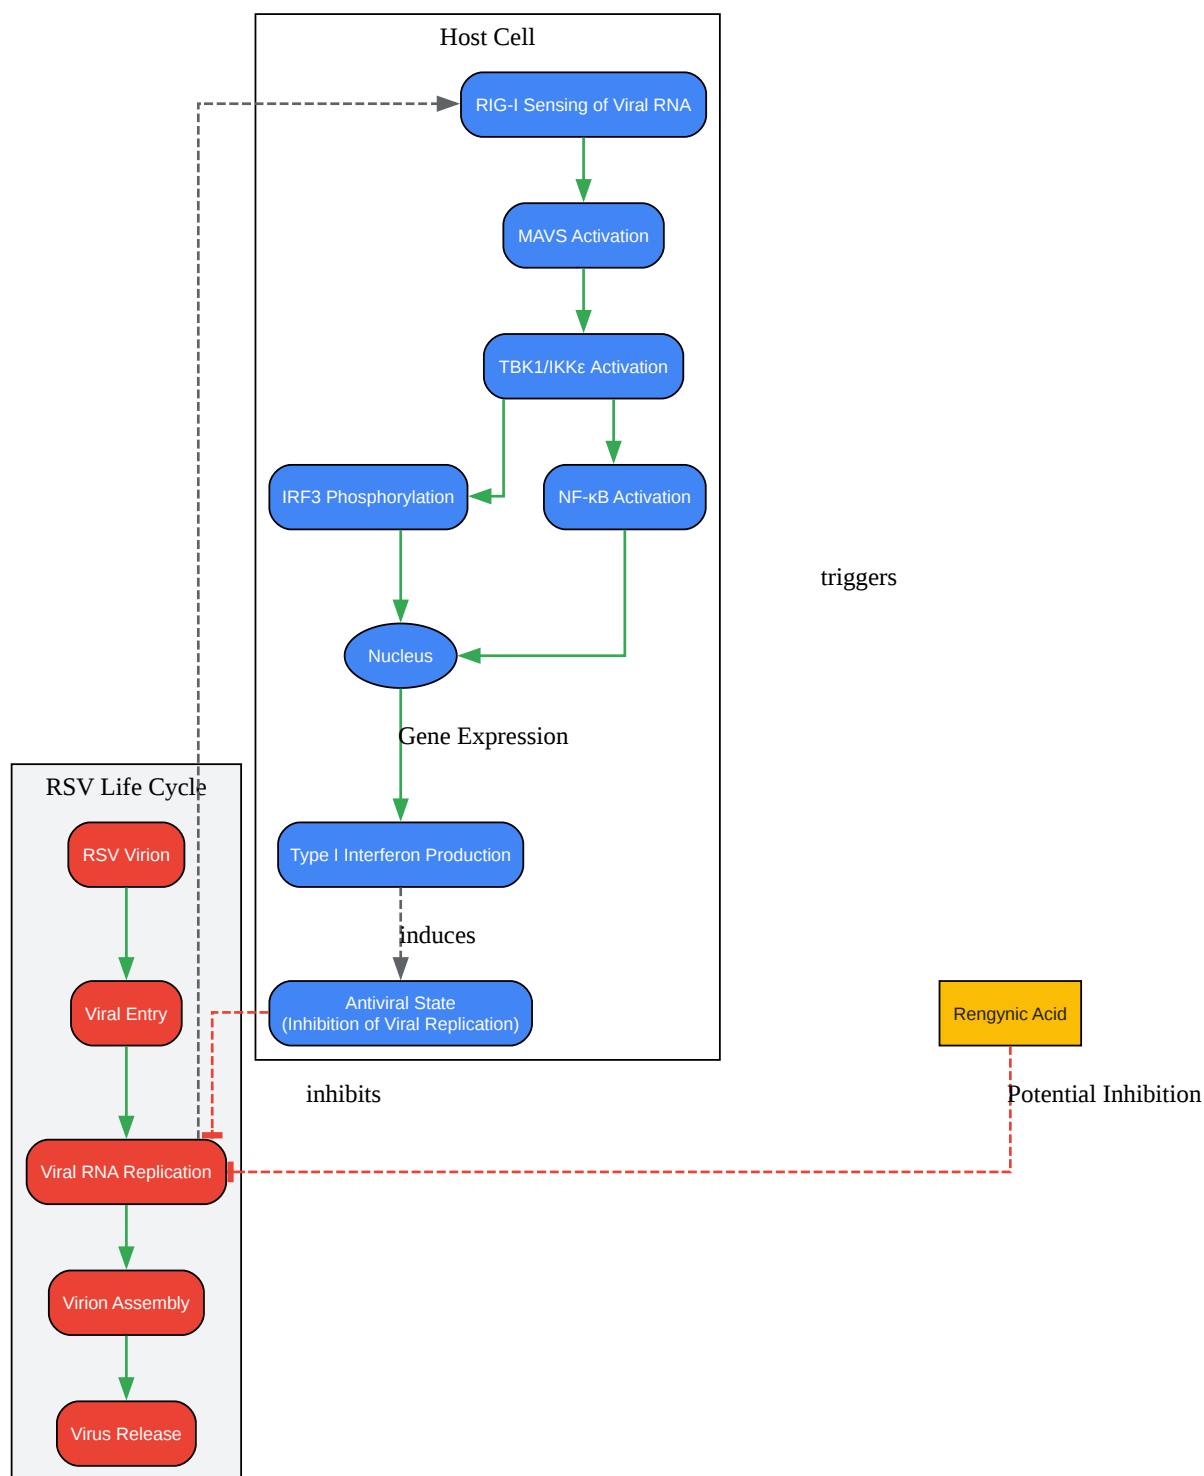 Host Cell
RIG-I Sensing of Viral RNA
MAVS Activation
TBK1/IKKε Activation
IRF3 Phosphorylation
NF-κB Activation
triggers
Nucleus
Gene Expression
RSV Life Cycle
RSV Virion
Type I Interferon Production
induces
Viral Entry
Antiviral State
(Inhibition of Viral Replication)
Rengynic Acid
inhibits
Potential Inhibition
Viral RNA Replication
Virion Assembly
Virus Release